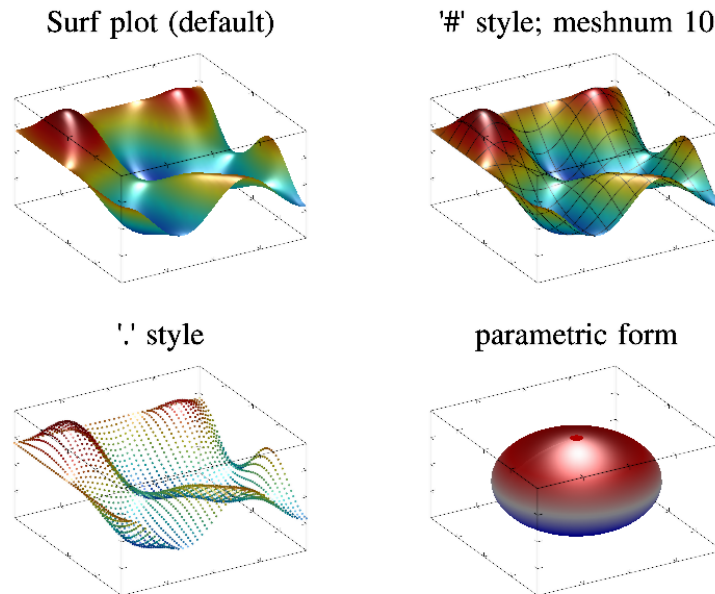 Surf plot (default)
'#' style; meshnum 10
'.' style
parametric form